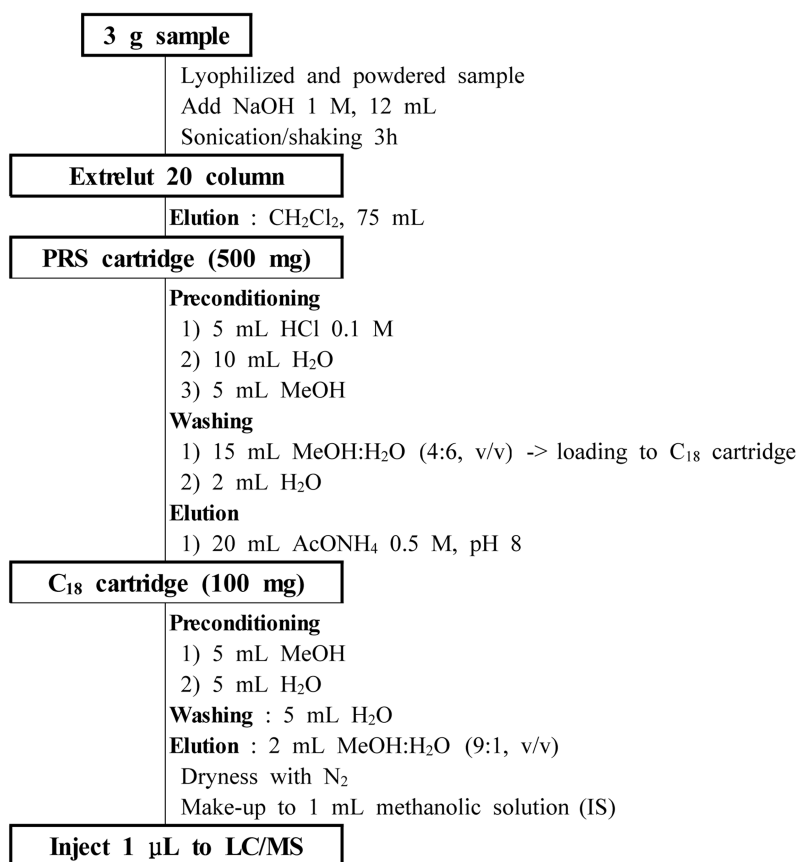 3 g sample
Lyophilized and powdered sample
Add NaOH 1 M, 12 mL
Sonication/shaking 3h
Extrelut 20 column
Elution : CH₂Cl₂, 75 mL
PRS cartridge (500 mg)
Preconditioning
1) 5 mL HCl 0.1 M
2) 10 mL H₂O
3) 5 mL MeOH
Washing
1) 15 mL MeOH:H₂O (4:6, v/v) -> loading to C₁₈ cartridge
2) 2 mL H₂O
Elution
1) 20 mL AcONH₄ 0.5 M, pH 8
C₁₈ cartridge (100 mg)
Preconditioning
1) 5 mL MeOH
2) 5 mL H₂O
Washing : 5 mL H₂O
Elution : 2 mL MeOH:H₂O (9:1, v/v)
Dryness with N₂
Make-up to 1 mL methanolic solution (IS)
Inject 1 µL to LC/MS